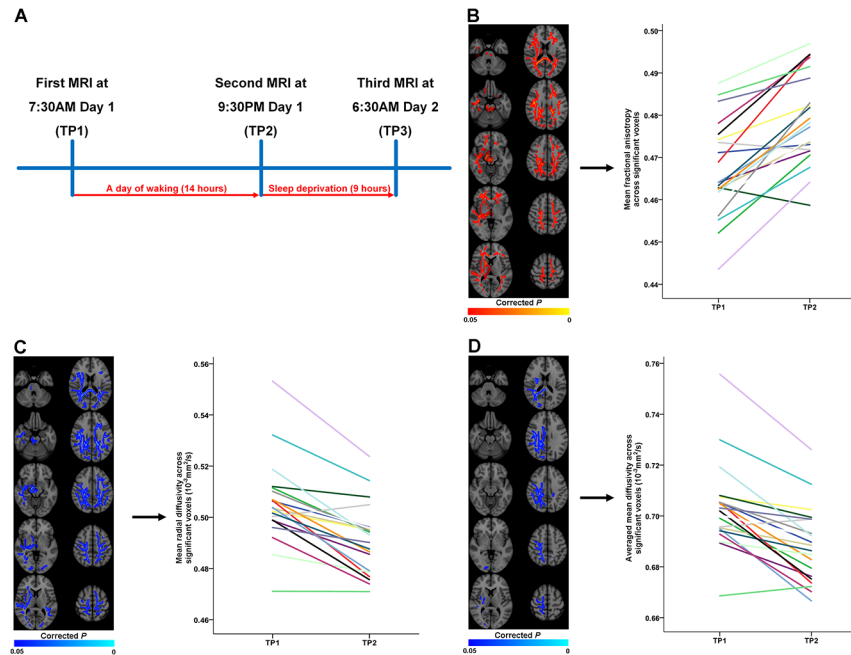 A
First MRI at
7:30AM Day 1
(TP1)
Second MRI at
9:30PM Day 1
(TP2)
Third MRI at
6:30AM Day 2
(TP3)
A day of waking (14 hours)
Sleep deprivation (9 hours)
B
Corrected P
0.05 0
Mean fractional anisotropy
across significant voxels
0.50
0.49
0.48
0.47
0.46
0.45
0.44
TP1 TP2
C
Corrected P
0.05 0
Mean radial diffusivity across
significant voxels (10⁻³mm²/s)
0.56
0.54
0.52
0.50
0.48
0.46
TP1 TP2
D
Corrected P
0.05 0
Averaged mean diffusivity across
significant voxels (10⁻³mm²/s)
0.76
0.74
0.72
0.70
0.68
0.66
TP1 TP2